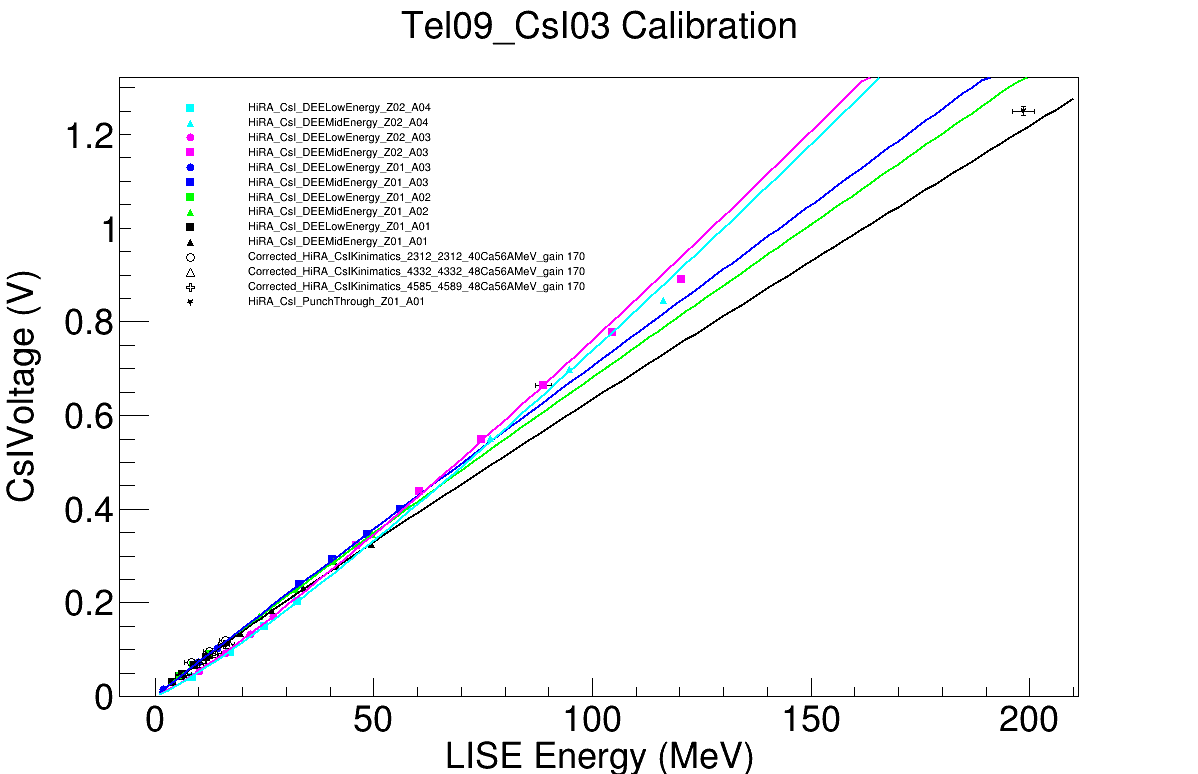 Tel09_CsI03 Calibration
HiRA_CsI_DEELowEnergy_Z02_A04
HiRA_CsI_DEEMidEnergy_Z02_A04
HiRA_CsI_DEELowEnergy_Z02_A03
HiRA_CsI_DEEMidEnergy_Z02_A03
HiRA_CsI_DEELowEnergy_Z01_A03
HiRA_CsI_DEEMidEnergy_Z01_A03
HiRA_CsI_DEELowEnergy_Z01_A02
HiRA_CsI_DEEMidEnergy_Z01_A02
HiRA_CsI_DEELowEnergy_Z01_A01
HiRA_CsI_DEEMidEnergy_Z01_A01
Corrected_HiRA_CsIKinimatics_2312_2312_40Ca56AMeV_gain 170
Corrected_HiRA_CsIKinimatics_4332_4332_48Ca56AMeV_gain 170
Corrected_HiRA_CsIKinimatics_4585_4589_48Ca56AMeV_gain 170
HiRA_CsI_PunchThrough_Z01_A01
CsIVoltage (V)
1.2
1
0.8
0.6
0.4
0.2
0
0 50 100 150 200
LISE Energy (MeV)